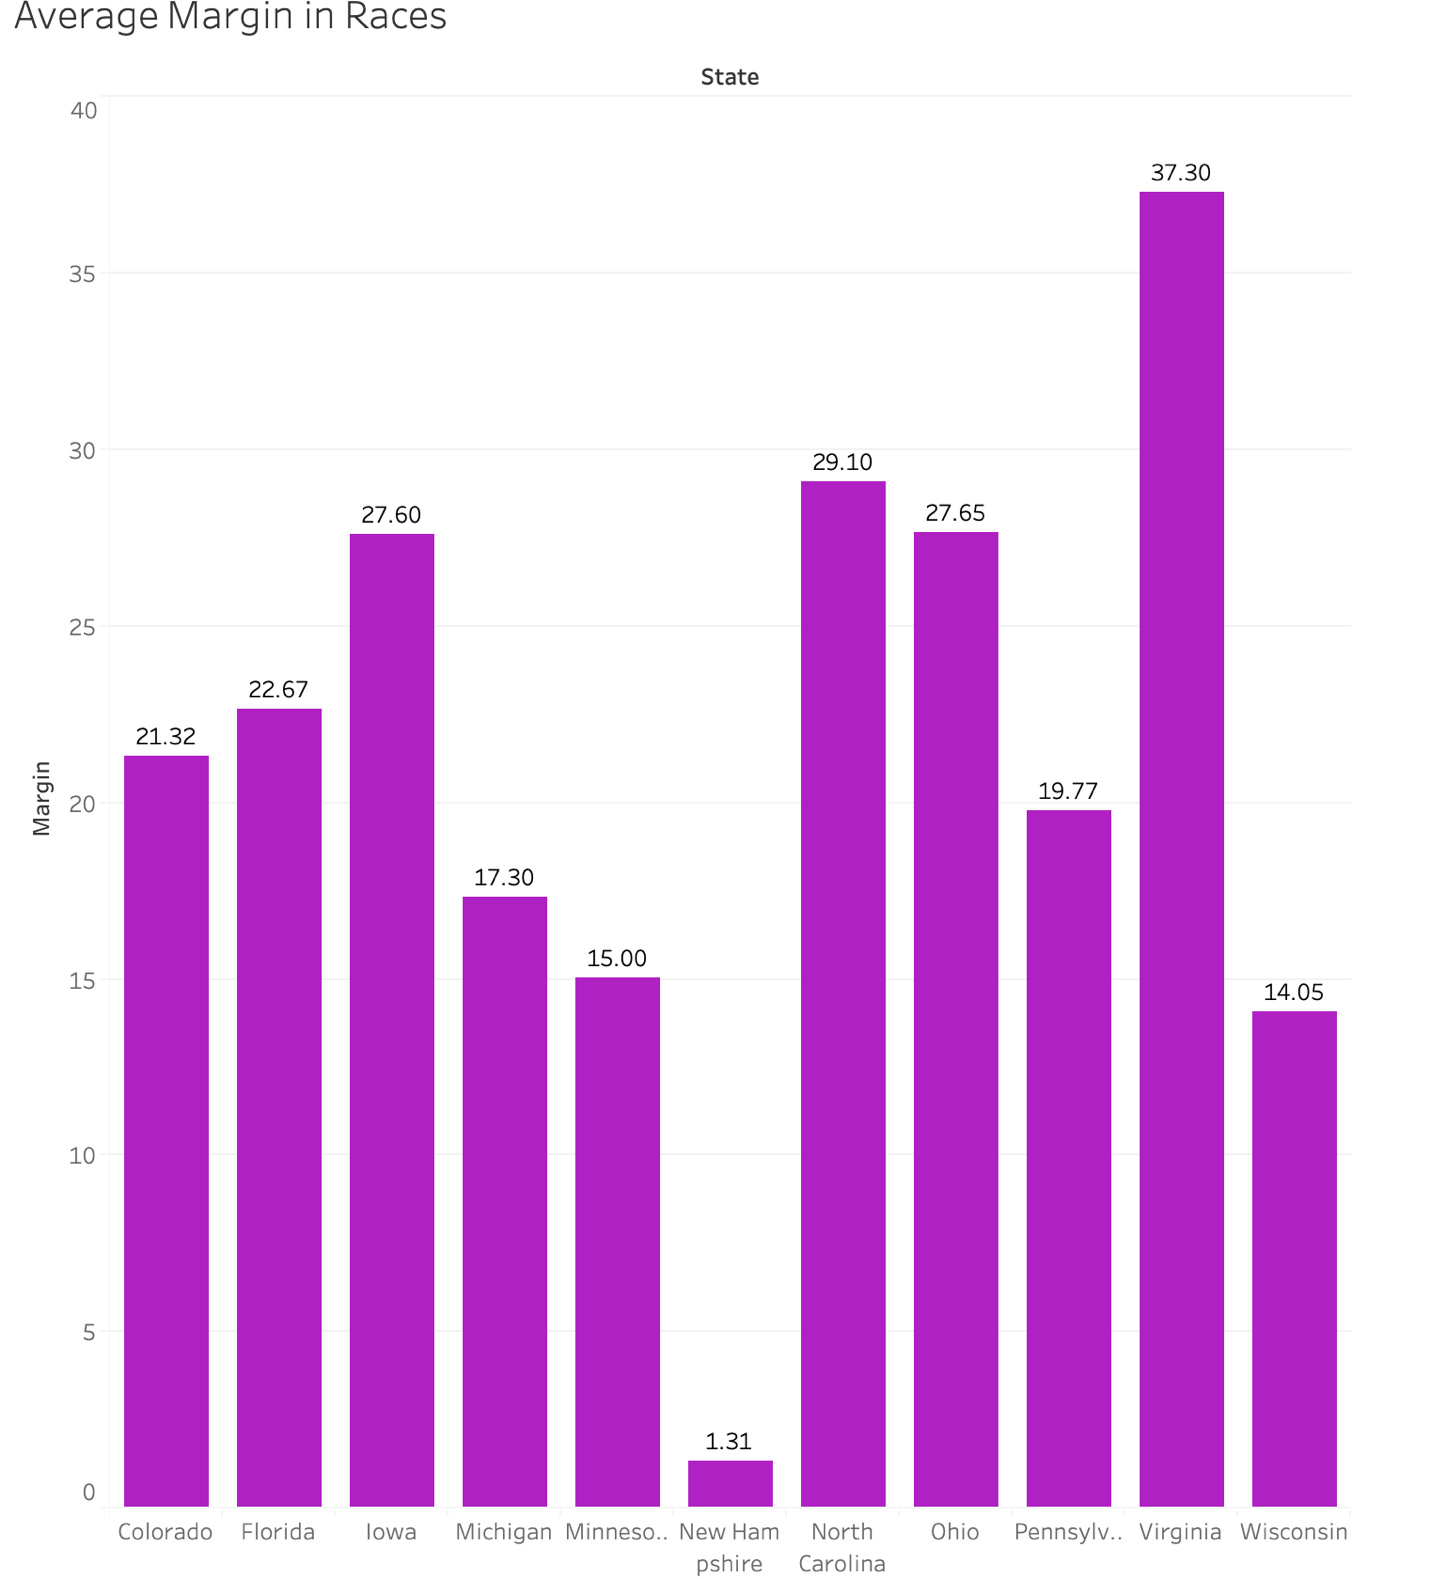 Average Margin in Races
State
40
35
30
25
20
15
10
5
0
Margin
21.32
22.67
27.60
17.30
15.00
1.31
29.10
27.65
19.77
37.30
14.05
Colorado
Florida
Iowa
Michigan
Minneso..
New Ham
pshire
North
Carolina
Ohio
Pennsylv..
Virginia
Wisconsin